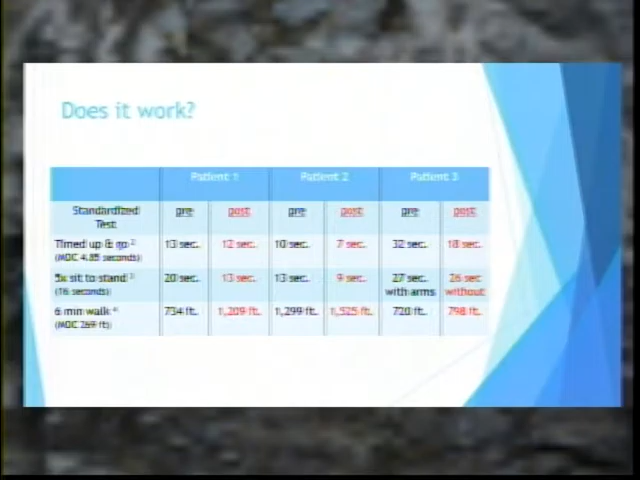 Does it work?
Patient 1 Patient 2 Patient 3
Standardized Test pre post pre post pre post
Timed up & go 2 13 sec. 12 sec. 10 sec. 7 sec. 32 sec. 18 sec.
(MDC 4.85 seconds)
5x sit to stand 3 20 sec. 13 sec. 13 sec. 9 sec. 27 sec. 26 sec
(16 seconds) with arms without
6 min walk 4 734 ft. 1,209 ft. 1,299 ft. 1,525 ft. 720 ft. 798 ft.
(MDC 269 ft)